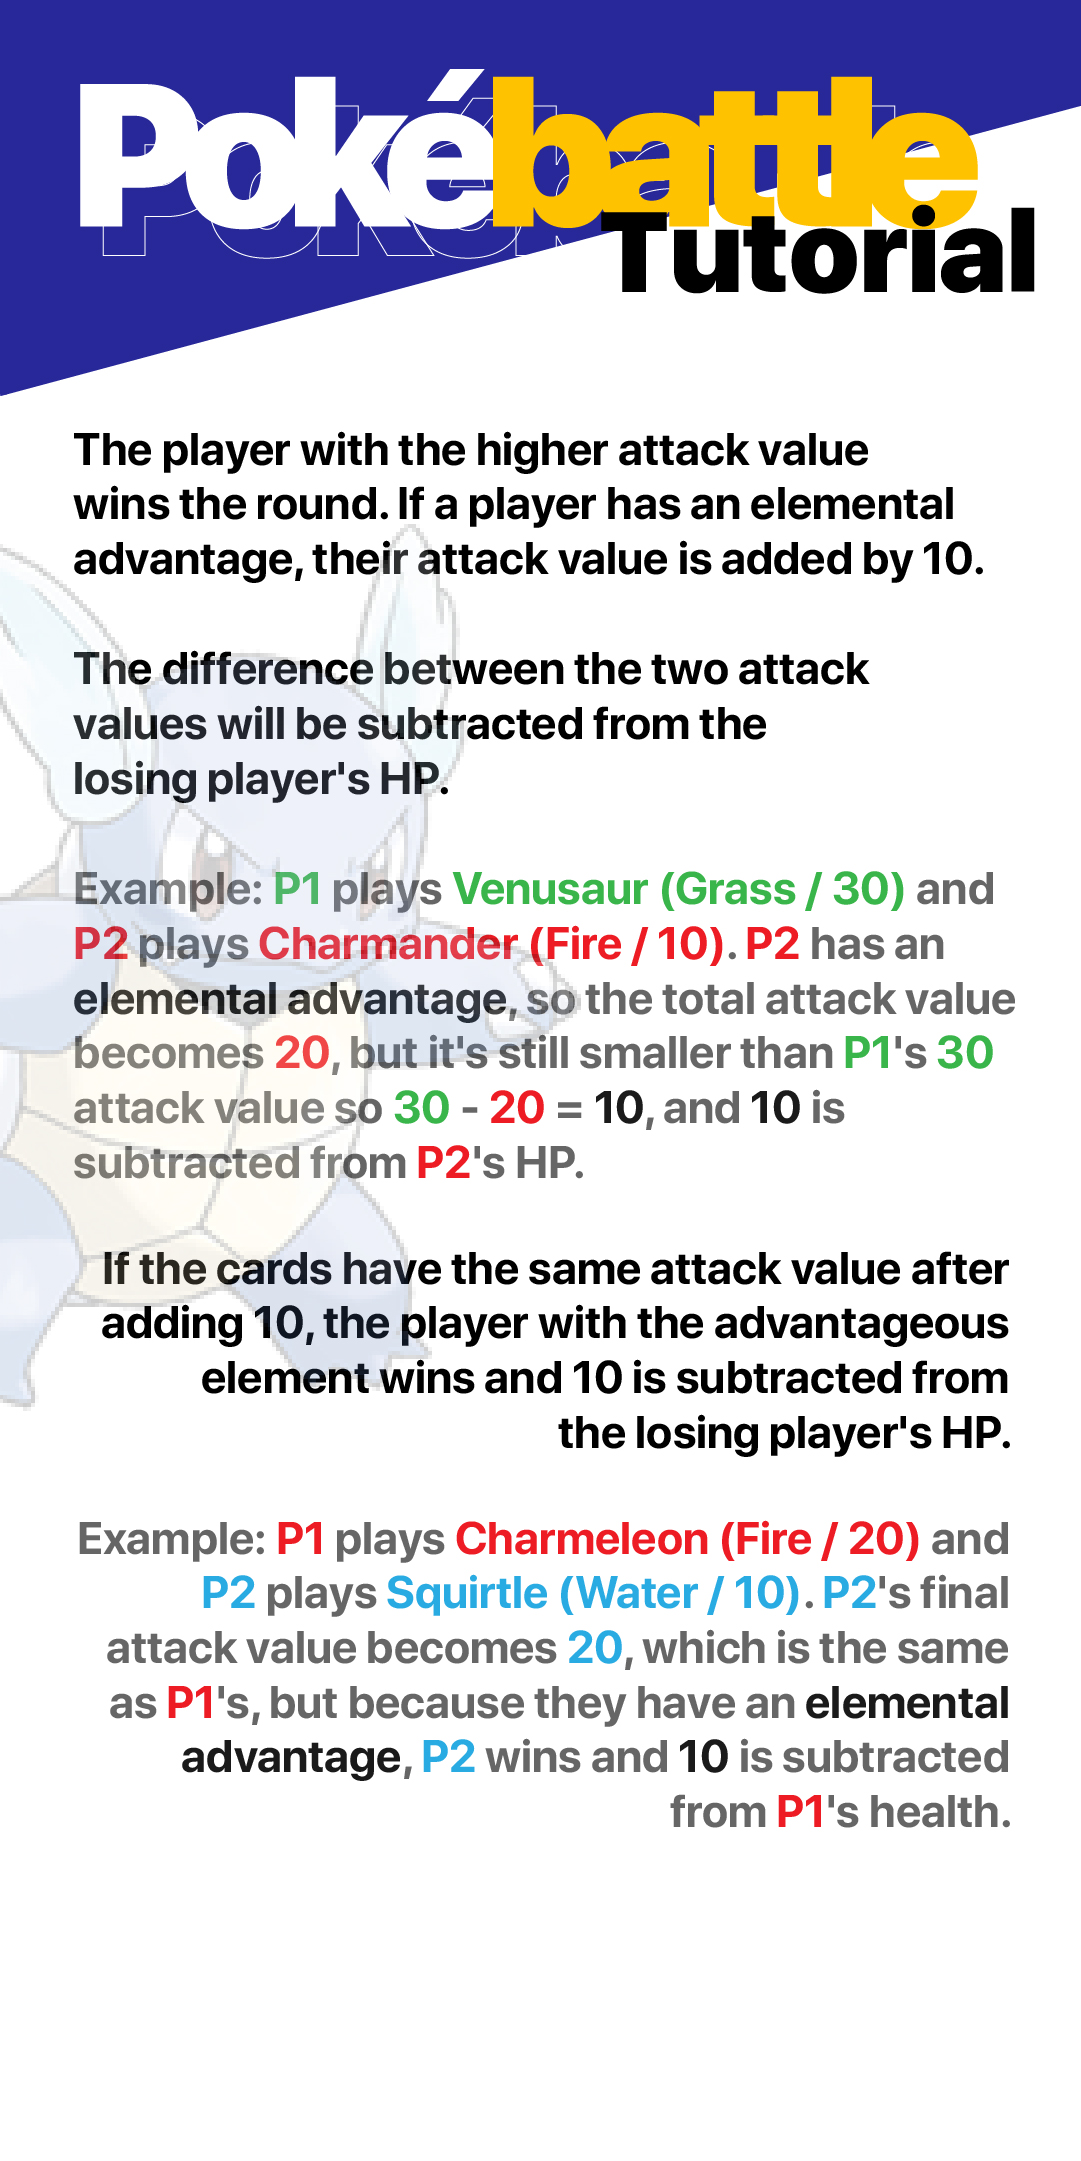 Pokébattle
Tutorial
The player with the higher attack value
wins the round. If a player has an elemental
advantage, their attack value is added by 10.
The difference between the two attack
values will be subtracted from the
losing player's HP.
Example: P1 plays Venusaur (Grass / 30) and
P2 plays Charmander (Fire / 10). P2 has an
elemental advantage, so the total attack value
becomes 20, but it's still smaller than P1's 30
attack value so 30 - 20 = 10, and 10 is
subtracted from P2's HP.
If the cards have the same attack value after
adding 10, the player with the advantageous
element wins and 10 is subtracted from
the losing player's HP.
Example: P1 plays Charmeleon (Fire / 20) and
P2 plays Squirtle (Water / 10). P2's final
attack value becomes 20, which is the same
as P1's, but because they have an elemental
advantage, P2 wins and 10 is subtracted
from P1's health.